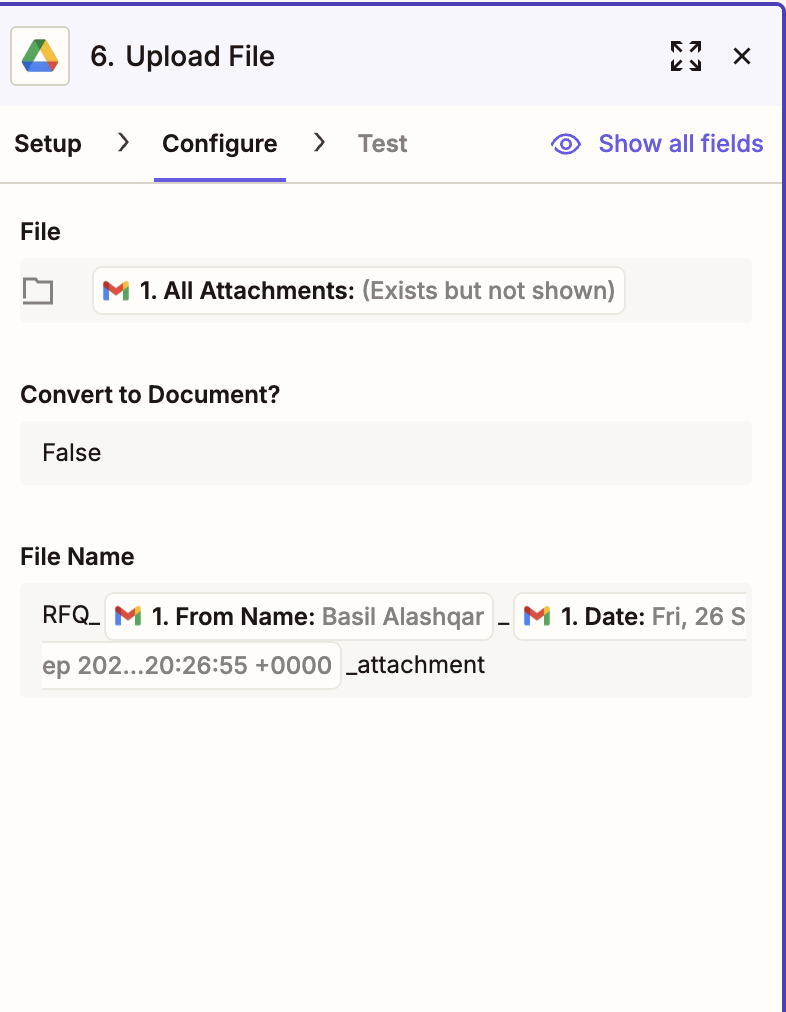 6. Upload File
Setup > Configure > Test Show all fields
File
1. All Attachments: (Exists but not shown)
Convert to Document?
False
File Name
RFQ_ 1. From Name: Basil Alashqar _ 1. Date: Fri, 26 S
ep 202...20:26:55 +0000 _attachment